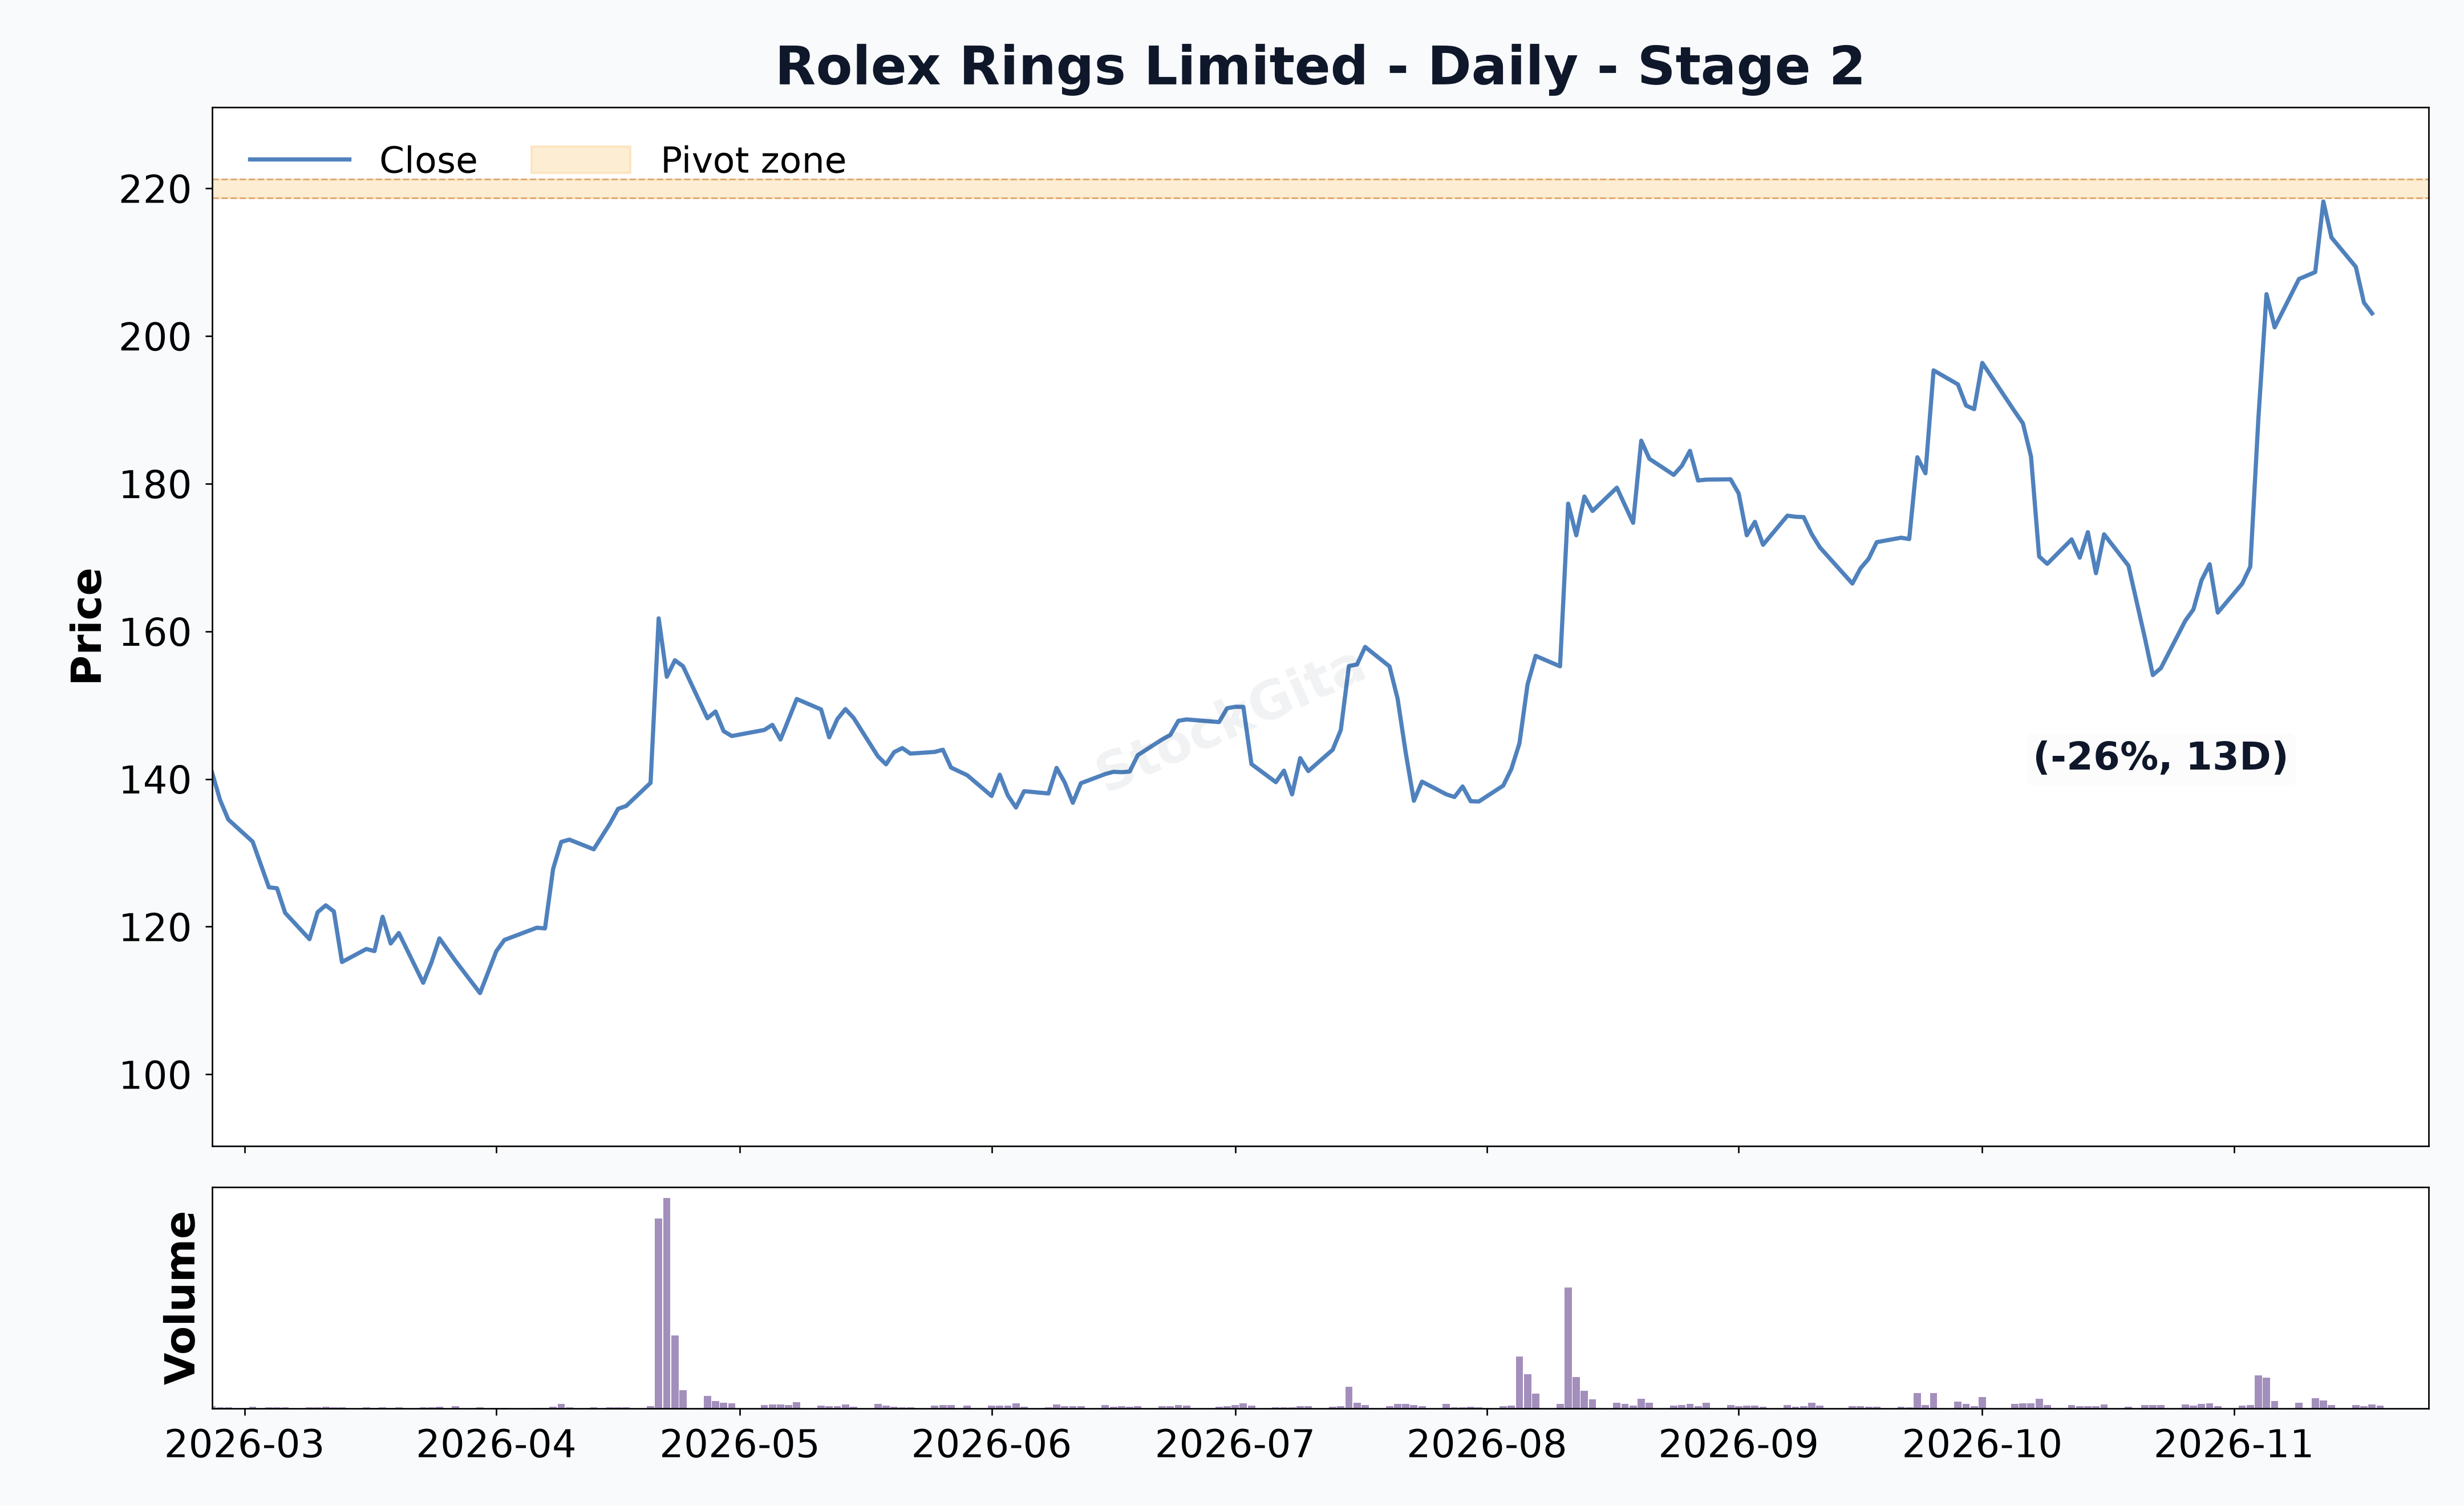 Rolex Rings Limited - Daily - Stage 2
Close
Pivot zone
220
200
180
160
140
120
100
Price
StockGita
(-26%, 13D)
Volume
2026-03
2026-04
2026-05
2026-06
2026-07
2026-08
2026-09
2026-10
2026-11